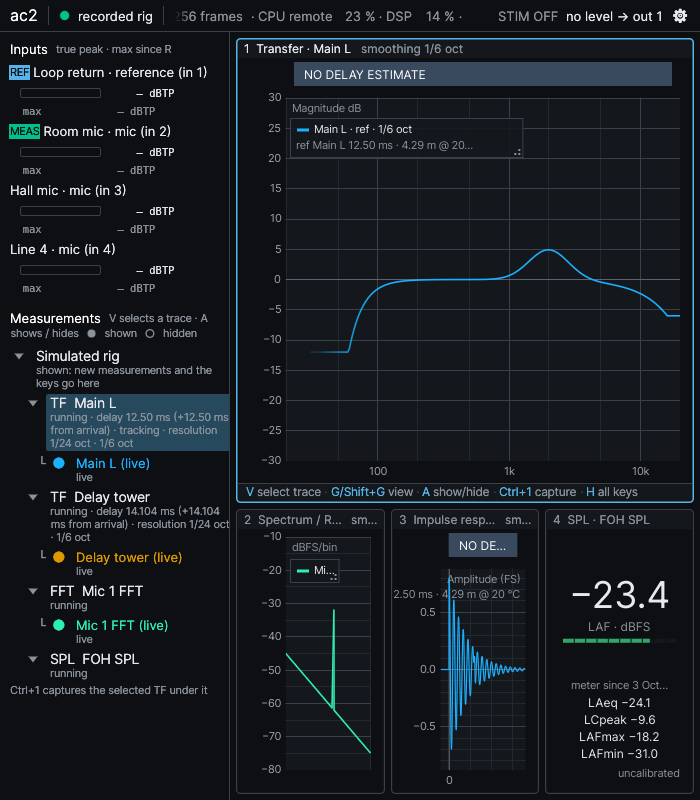 ac2 recorded rig 256 frames · CPU remote 23 % · DSP 14 % · STIM OFF no level → out 1
Inputs true peak · max since R
REF Loop return · reference (in 1)
– dBTP
max – dBTP
MEAS Room mic · mic (in 2)
– dBTP
max – dBTP
Hall mic · mic (in 3)
– dBTP
max – dBTP
Line 4 · mic (in 4)
– dBTP
max – dBTP
Measurements V selects a trace · A
shows / hides shown hidden
Simulated rig
shown: new measurements and the
keys go here
TF Main L
running · delay 12.50 ms (+12.50 ms
from arrival) · tracking · resolution
1/24 oct · 1/6 oct
Main L (live)
live
TF Delay tower
running · delay 14.104 ms (+14.104
ms from arrival) · resolution 1/24 oct
· 1/6 oct
Delay tower (live)
live
FFT Mic 1 FFT
running
Mic 1 FFT (live)
live
SPL FOH SPL
running
Ctrl+1 captures the selected TF under it
1 Transfer · Main L smoothing 1/6 oct
NO DELAY ESTIMATE
Magnitude dB
Main L · ref · 1/6 oct
ref Main L 12.50 ms · 4.29 m @ 20...
30
25
20
15
10
5
0
−5
−10
−15
−20
−25
−30
100 1k 10k
V select trace · G/Shift+G view · A show/hide · Ctrl+1 capture · H all keys
2 Spectrum / R... sm...
dBFS/bin
Mi...
−10
−20
−30
−40
−50
−60
−70
−80
3 Impulse resp... sm...
NO DE...
Amplitude (FS)
2.50 ms · 4.29 m @ 20 °C
0.5
0.0
−0.5
0
4 SPL · FOH SPL
−23.4
LAF · dBFS
meter since 3 Oct...
LAeq −24.1
LCpeak −9.6
LAFmax −18.2
LAFmin −31.0
uncalibrated